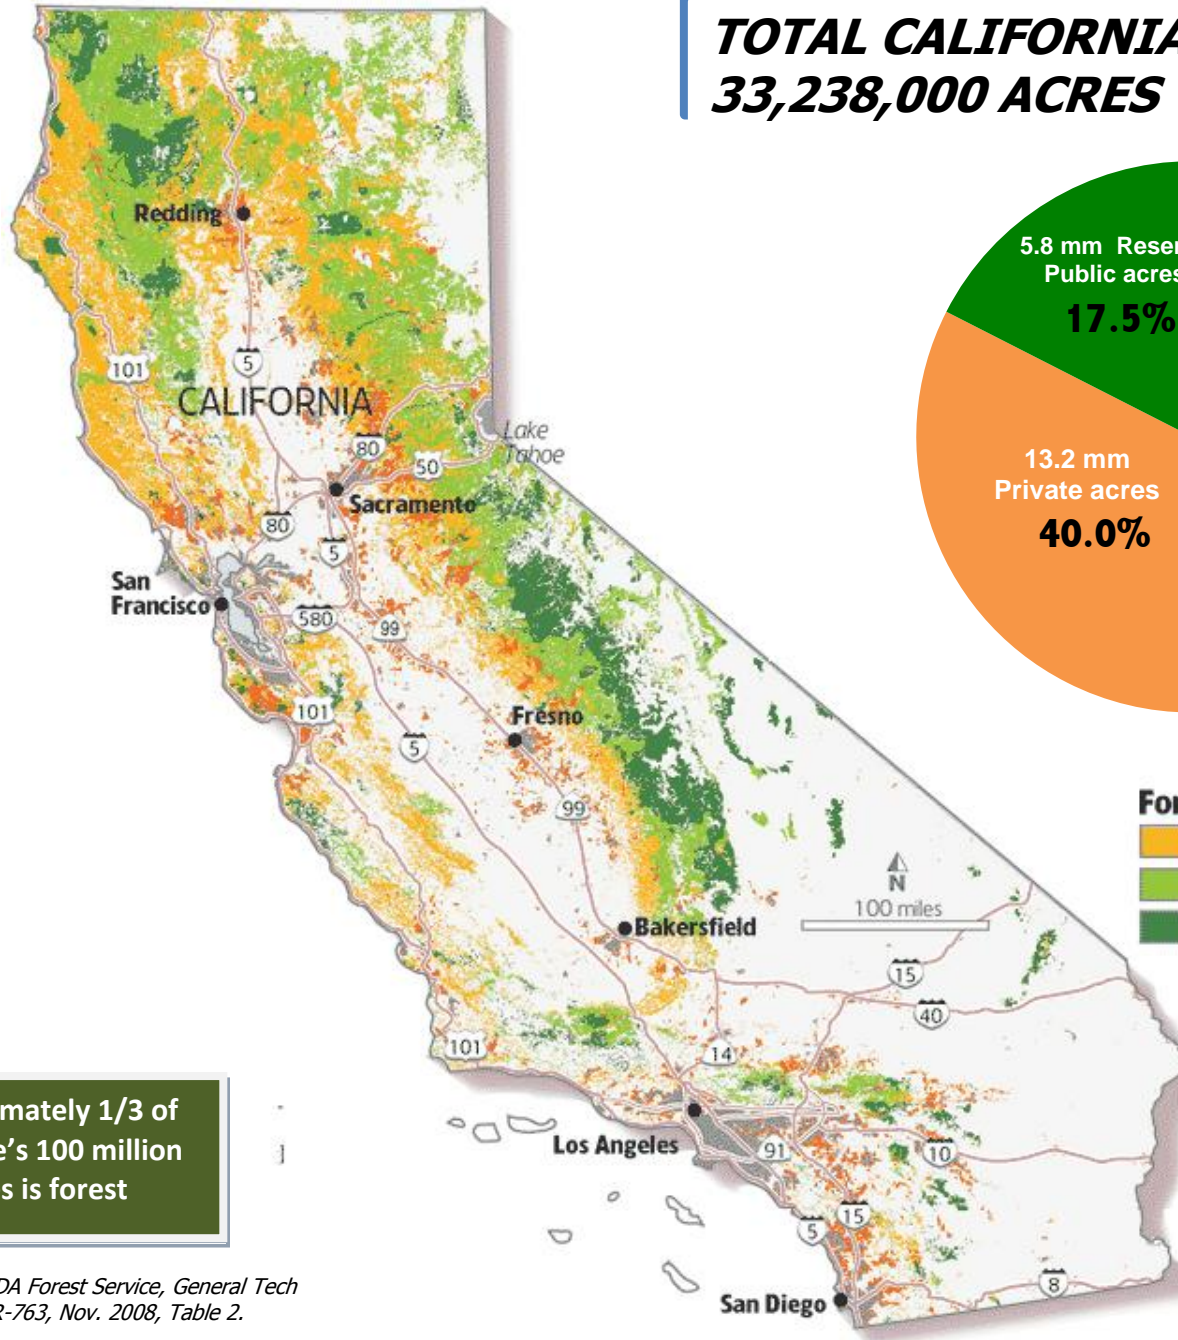 TOTAL CALIFORNIA
33,238,000 ACRES
5.8 mm Reser
Public acres
17.5%
13.2 mm
Private acres
40.0%
Redding
101
5
CALIFORNIA
Lake
Tahoe
80
50
Sacramento
80
5
San
Francisco
580
99
101
Fresno
5
99
For
N
100 miles
Bakersfield
15
40
101
14
mately 1/3 of
e’s 100 million
s is forest
Los Angeles
91
10
5
15
8
San Diego
DA Forest Service, General Tech
R-763, Nov. 2008, Table 2.